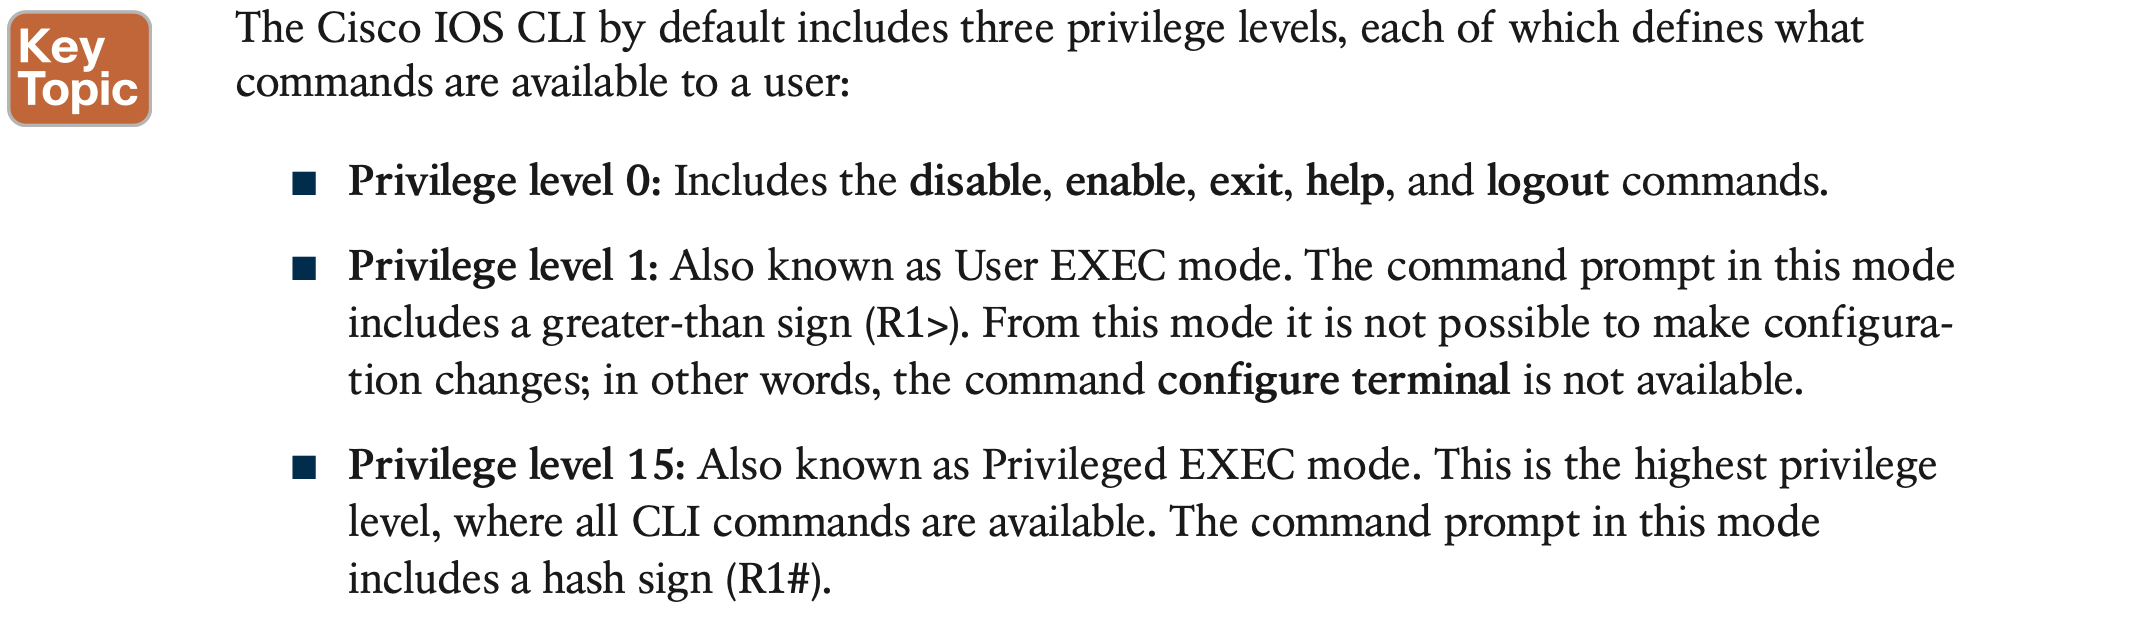 Key
Topic
The Cisco IOS CLI by default includes three privilege levels, each of which defines what
commands are available to a user:
■ Privilege level 0: Includes the disable, enable, exit, help, and logout commands.
■ Privilege level 1: Also known as User EXEC mode. The command prompt in this mode
includes a greater-than sign (R1>). From this mode it is not possible to make configura-
tion changes; in other words, the command configure terminal is not available.
■ Privilege level 15: Also known as Privileged EXEC mode. This is the highest privilege
level, where all CLI commands are available. The command prompt in this mode
includes a hash sign (R1#).